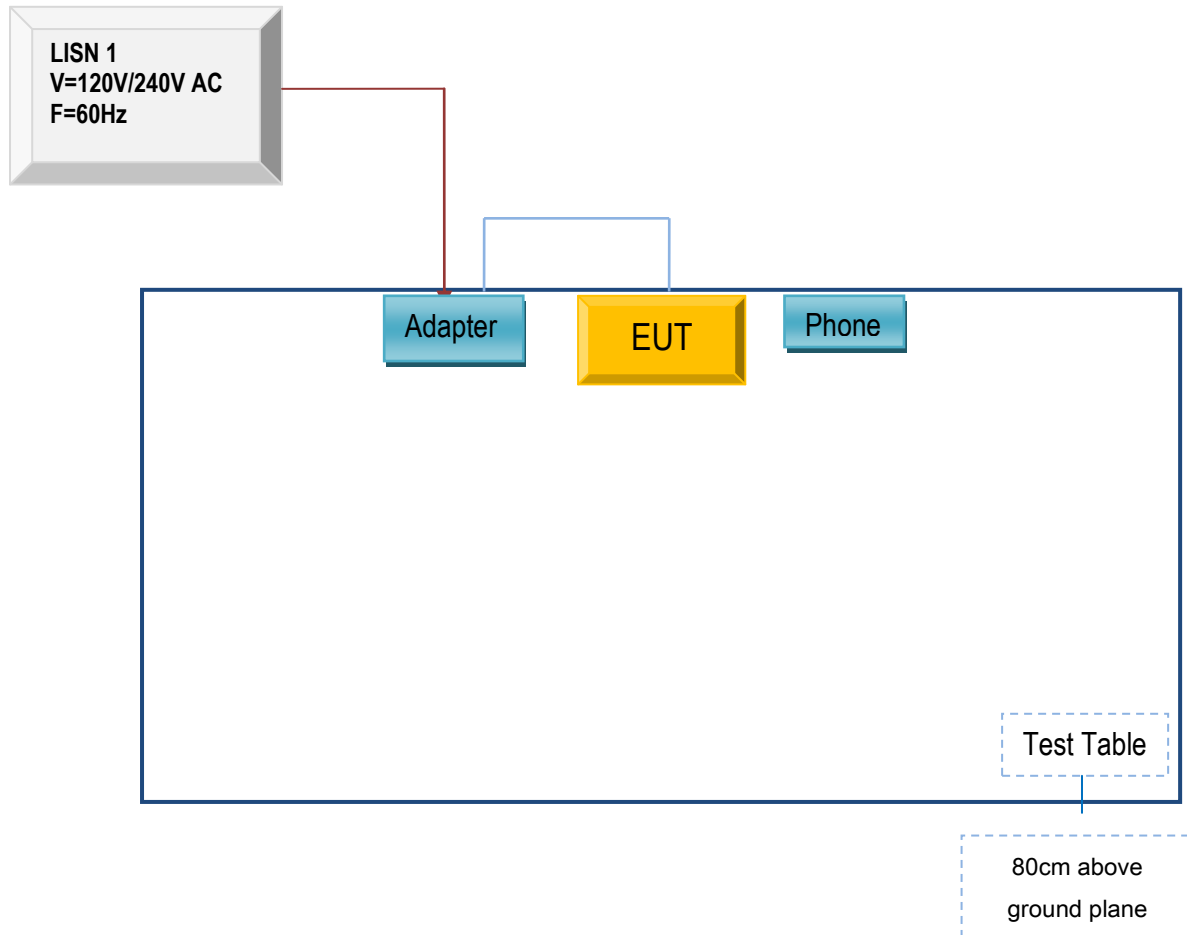 LISN 1
V=120V/240V AC
F=60Hz
Adapter
EUT
Phone
Test Table
80cm above
ground plane